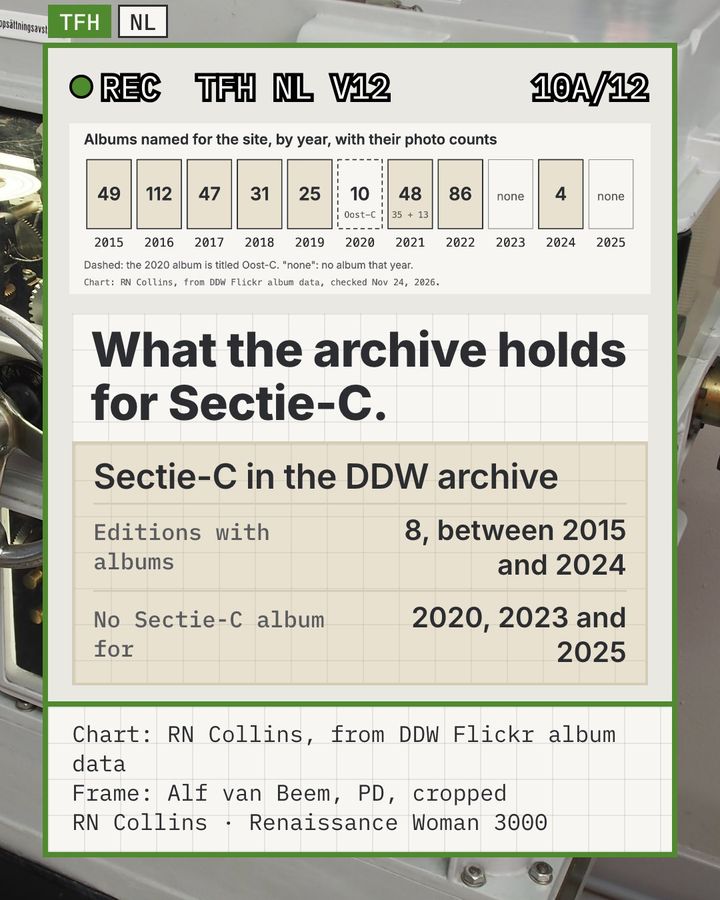 TFH NL
REC TFH NL V12 10A/12
Albums named for the site, by year, with their photo counts
49 112 47 31 25 10 48 86 none 4 none
Oost-C 35 + 13
2015 2016 2017 2018 2019 2020 2021 2022 2023 2024 2025
Dashed: the 2020 album is titled Oost-C. "none": no album that year.
Chart: RN Collins, from DDW Flickr album data, checked Nov 24, 2026.
What the archive holds
for Sectie-C.
Sectie-C in the DDW archive
Editions with
albums
8, between 2015
and 2024
No Sectie-C album
for
2020, 2023 and
2025
Chart: RN Collins, from DDW Flickr album
data
Frame: Alf van Beem, PD, cropped
RN Collins · Renaissance Woman 3000